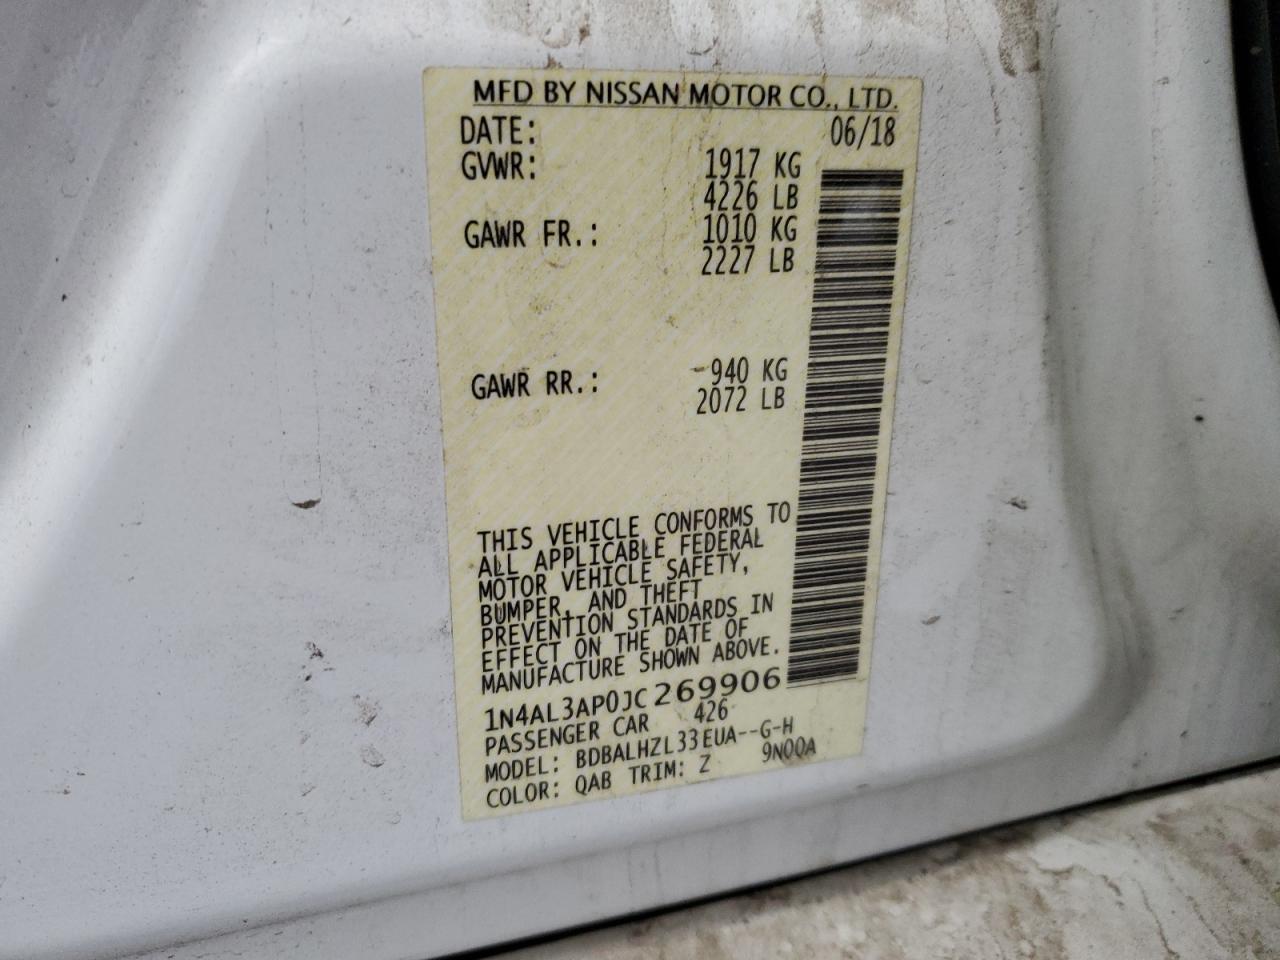 MFD BY NISSAN MOTOR CO., LTD.
DATE: 06/18
GVWR: 1917 KG
4226 LB
GAWR FR.: 1010 KG
2227 LB
GAWR RR.: 940 KG
2072 LB
THIS VEHICLE CONFORMS TO
ALL APPLICABLE FEDERAL
MOTOR VEHICLE SAFETY,
BUMPER, AND THEFT
PREVENTION STANDARDS IN
EFFECT ON THE DATE OF
MANUFACTURE SHOWN ABOVE.
1N4AL3AP0JC269906
PASSENGER CAR 426
MODEL: BDBALHZL33EUA--G-H
COLOR: QAB TRIM: Z 9N00A